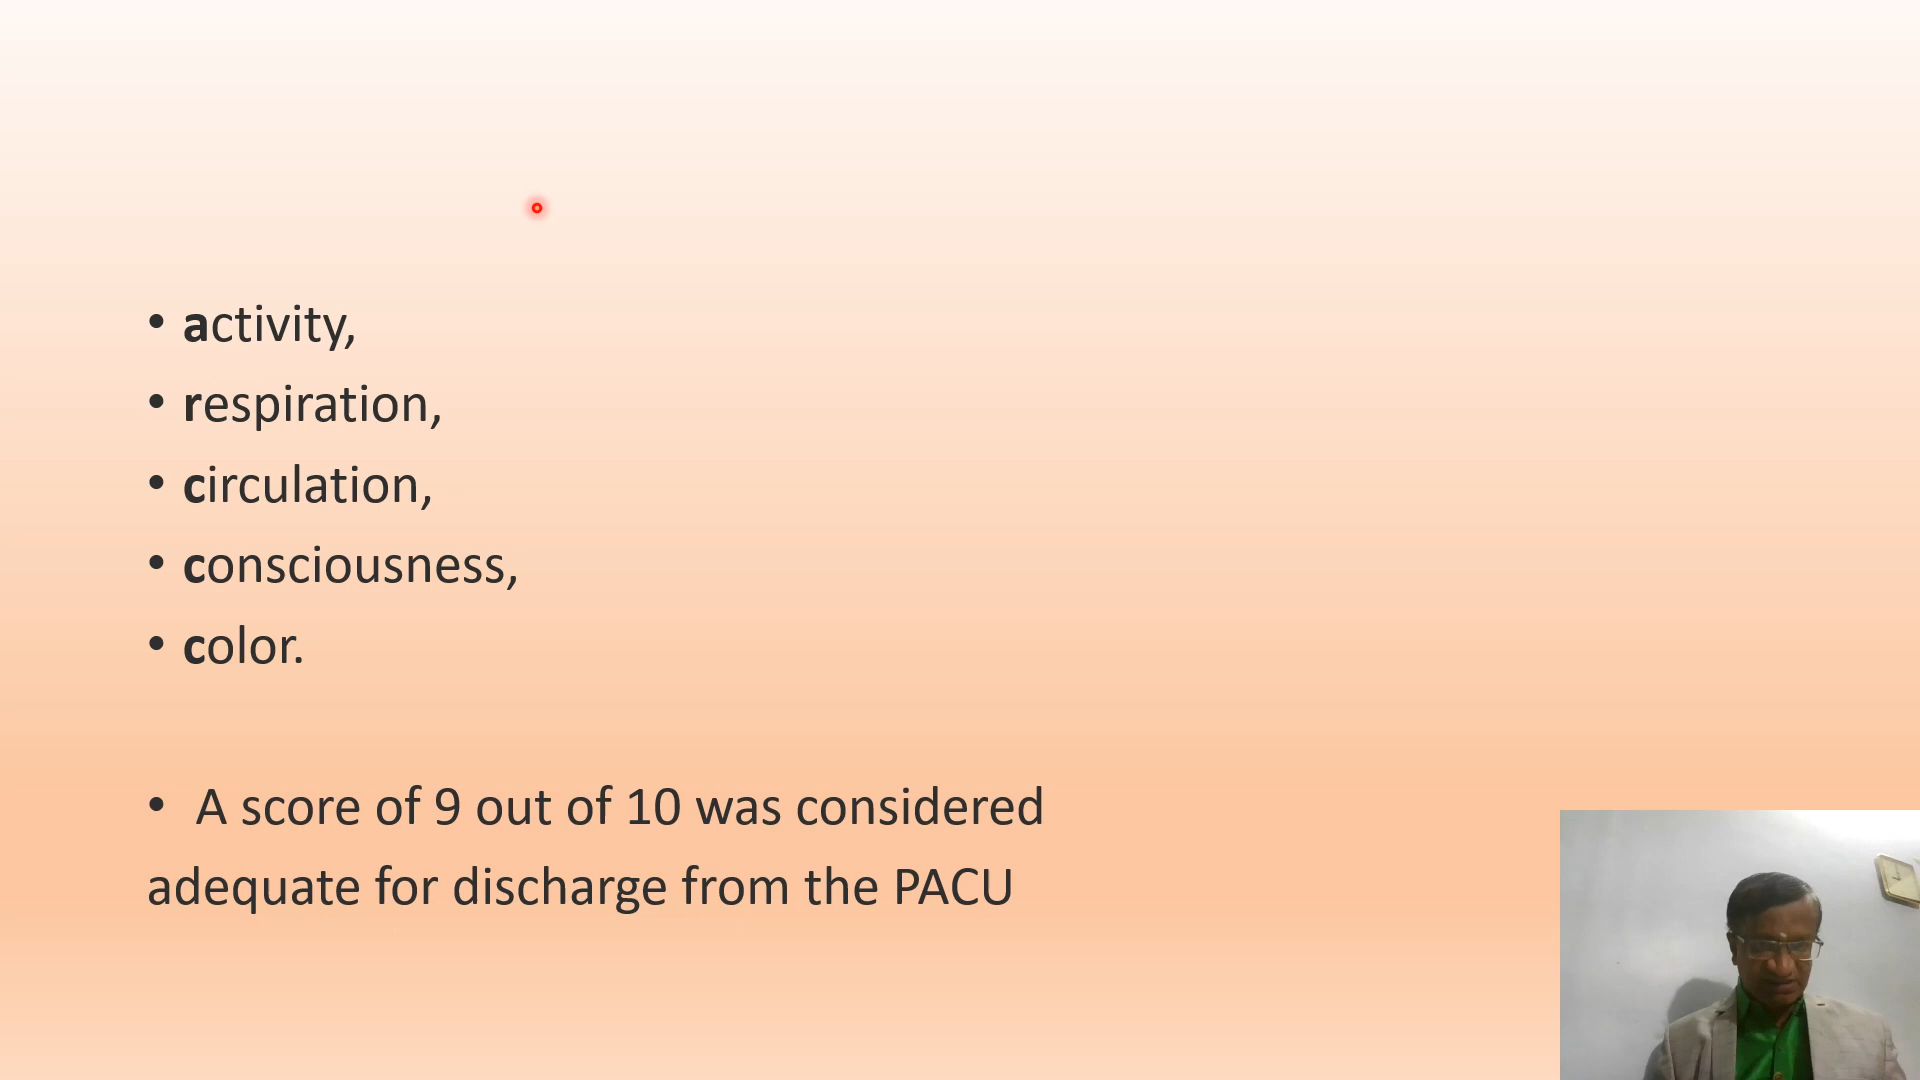 • activity,
• respiration,
• circulation,
• consciousness,
• color.
• A score of 9 out of 10 was considered
adequate for discharge from the PACU